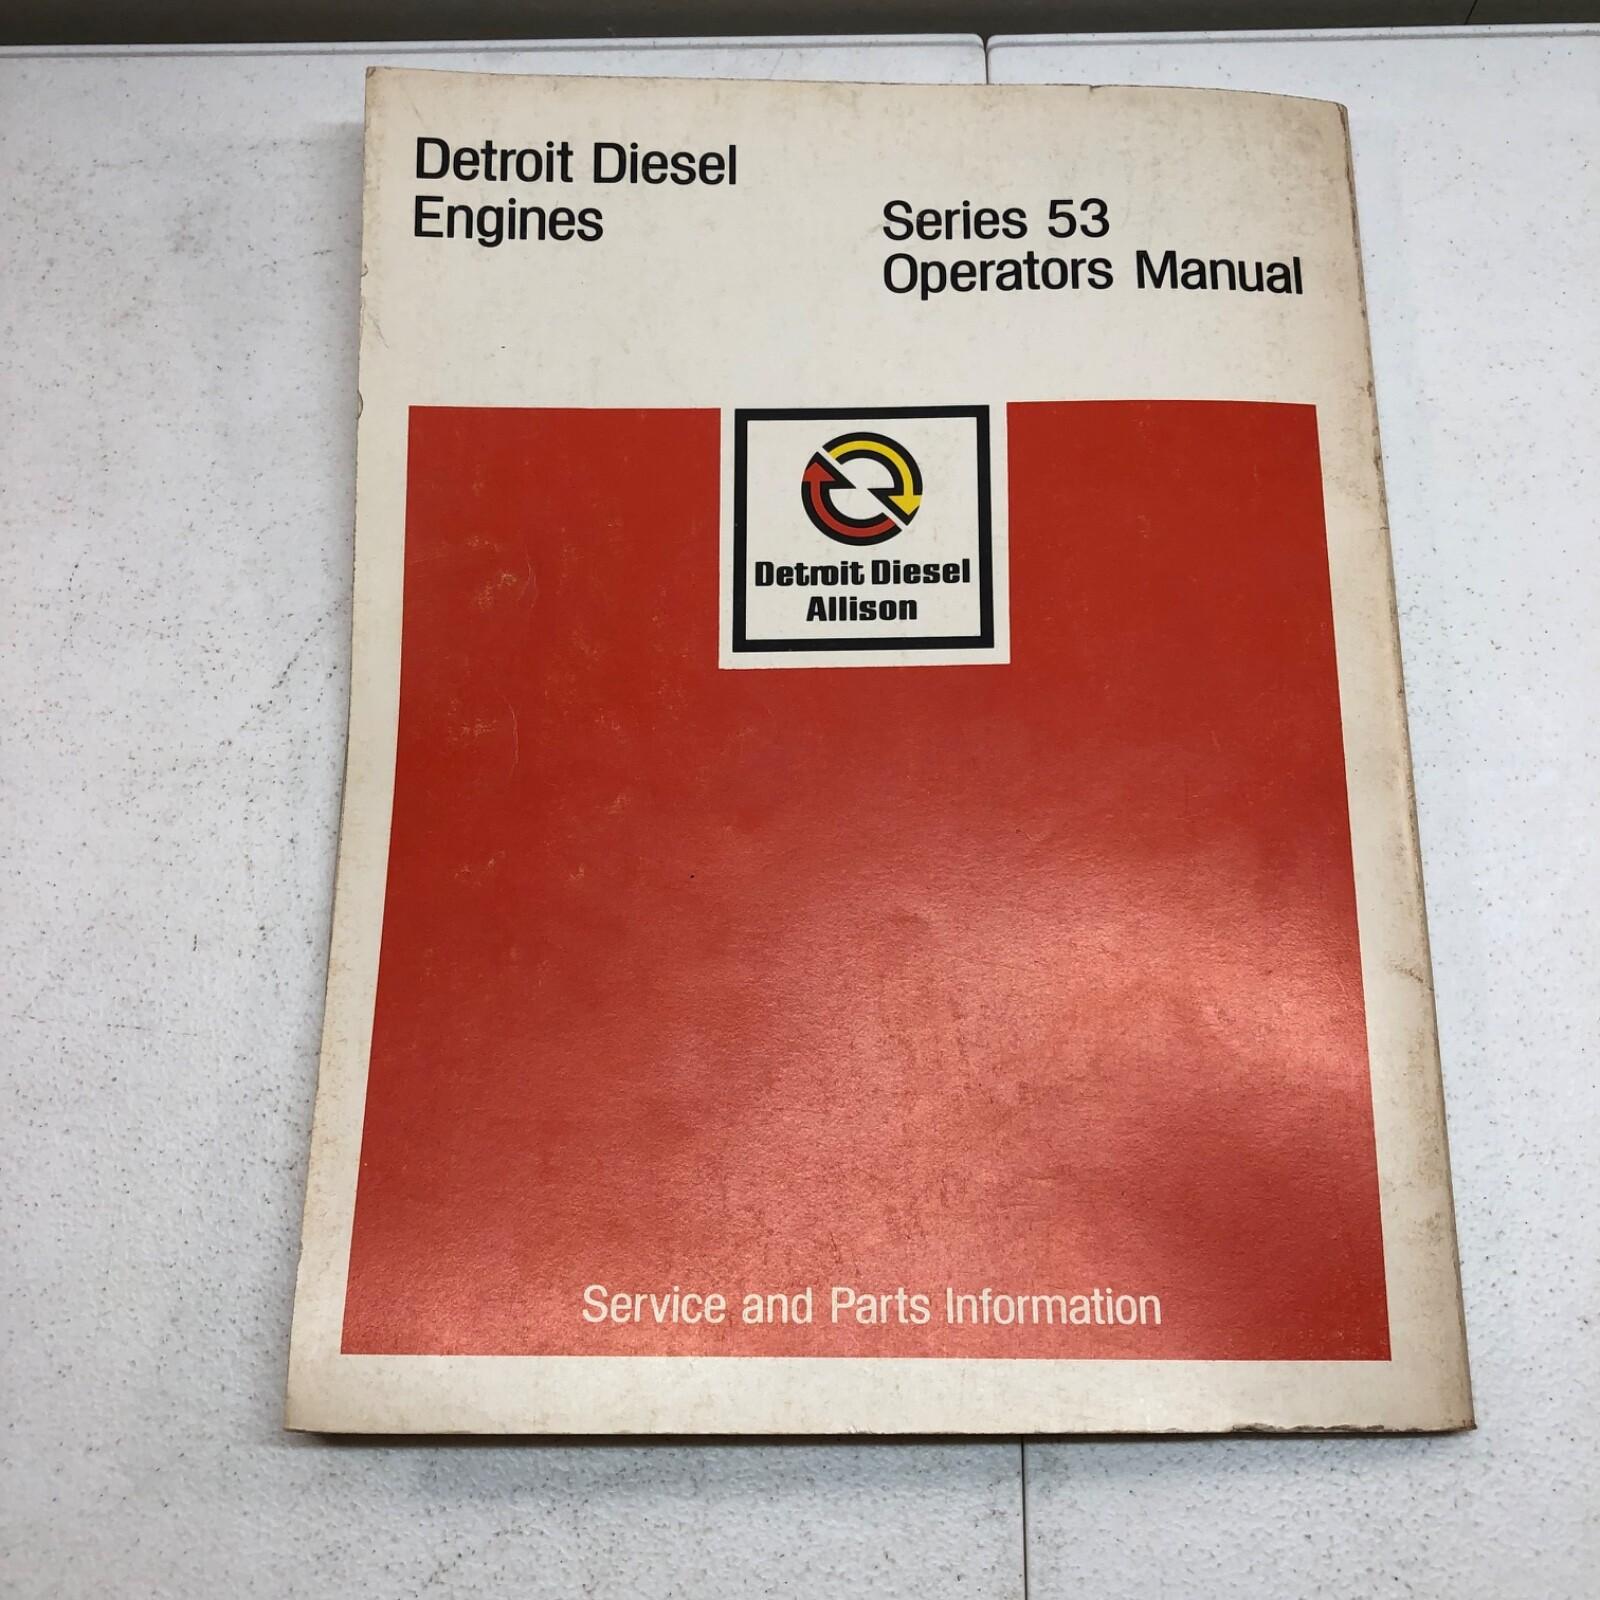 Detroit Diesel
Engines
Series 53
Operators Manual
Detroit Diesel
Allison
Service and Parts Information